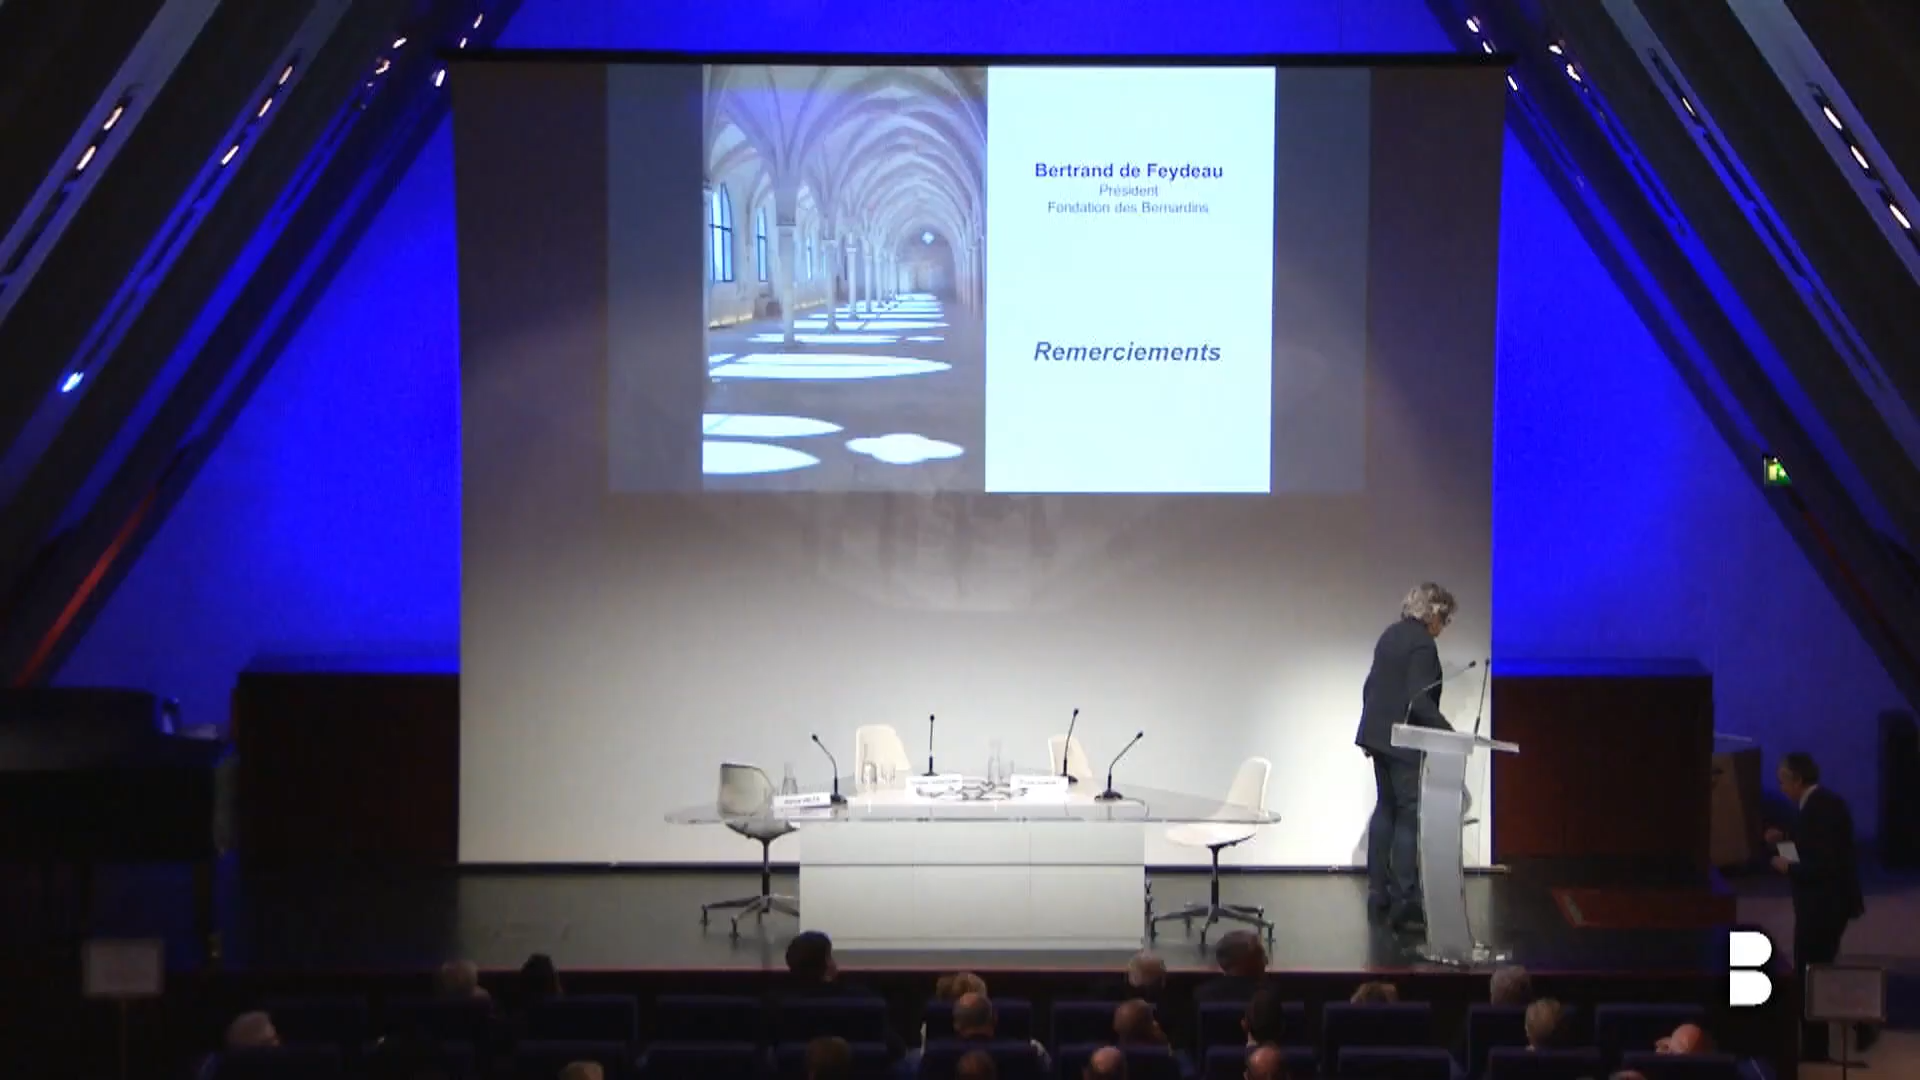 Bertrand de Feydeau
Président
Fondation des Bernardins
Remerciements